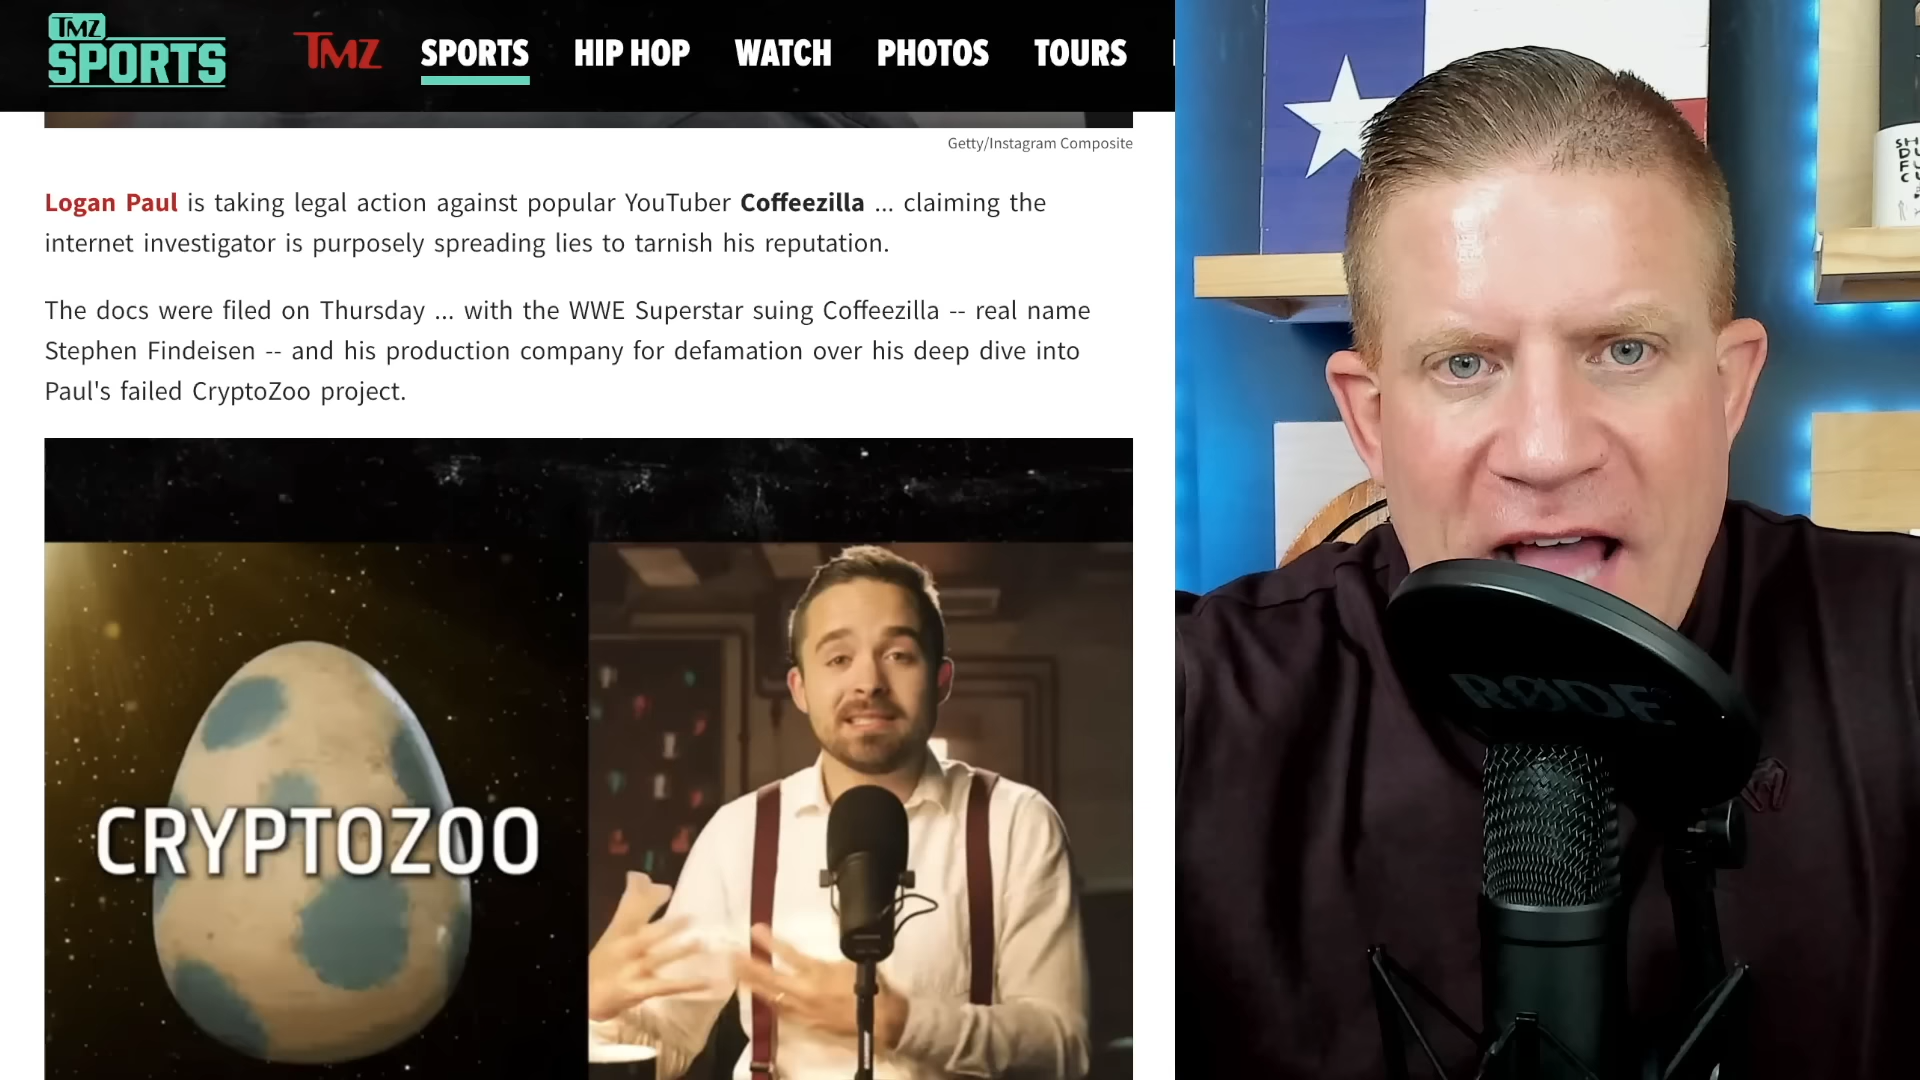 TMZ
SPORTS
TMZ SPORTS HIP HOP WATCH PHOTOS TOURS
Getty/Instagram Composite
Logan Paul is taking legal action against popular YouTuber Coffeezilla ... claiming the
internet investigator is purposely spreading lies to tarnish his reputation.
The docs were filed on Thursday ... with the WWE Superstar suing Coffeezilla -- real name
Stephen Findeisen -- and his production company for defamation over his deep dive into
Paul's failed CryptoZoo project.
CRYPTOZOO
RØDE